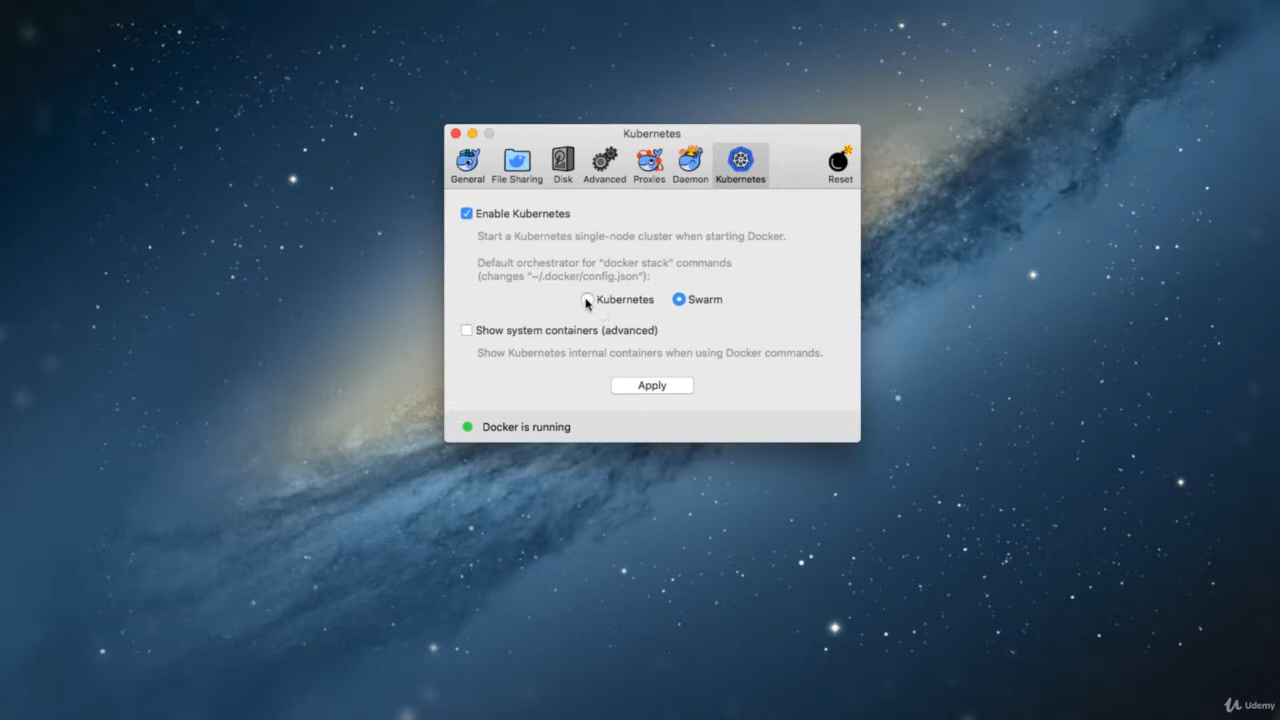 Kubernetes
General File Sharing Disk Advanced Proxies Daemon Kubernetes Reset
Enable Kubernetes
Start a Kubernetes single-node cluster when starting Docker.
Default orchestrator for "docker stack" commands
(changes "~/.docker/config.json"):
Kubernetes Swarm
Show system containers (advanced)
Show Kubernetes internal containers when using Docker commands.
Apply
Docker is running
Udemy